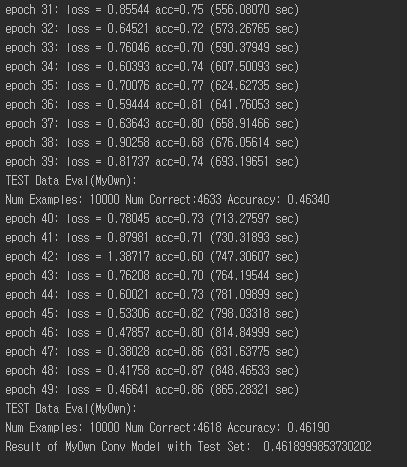 epoch 31: loss = 0.85544 acc=0.75 (556.08070 sec)
epoch 32: loss = 0.64521 acc=0.72 (573.26765 sec)
epoch 33: loss = 0.76046 acc=0.70 (590.37949 sec)
epoch 34: loss = 0.60393 acc=0.74 (607.50093 sec)
epoch 35: loss = 0.70076 acc=0.77 (624.62735 sec)
epoch 36: loss = 0.59444 acc=0.81 (641.76053 sec)
epoch 37: loss = 0.63643 acc=0.80 (658.91466 sec)
epoch 38: loss = 0.90258 acc=0.68 (676.05614 sec)
epoch 39: loss = 0.81737 acc=0.74 (693.19651 sec)
TEST Data Eval(MyOwn):
Num Examples: 10000 Num Correct:4633 Accuracy: 0.46340
epoch 40: loss = 0.78045 acc=0.73 (713.27597 sec)
epoch 41: loss = 0.87981 acc=0.71 (730.31893 sec)
epoch 42: loss = 1.38717 acc=0.60 (747.30607 sec)
epoch 43: loss = 0.76208 acc=0.70 (764.19544 sec)
epoch 44: loss = 0.60021 acc=0.73 (781.09899 sec)
epoch 45: loss = 0.53306 acc=0.82 (798.03318 sec)
epoch 46: loss = 0.47857 acc=0.80 (814.84999 sec)
epoch 47: loss = 0.38028 acc=0.86 (831.63775 sec)
epoch 48: loss = 0.41758 acc=0.87 (848.46533 sec)
epoch 49: loss = 0.46641 acc=0.86 (865.28321 sec)
TEST Data Eval(MyOwn):
Num Examples: 10000 Num Correct:4618 Accuracy: 0.46190
Result of MyOwn Conv Model with Test Set:  0.4618999853730202